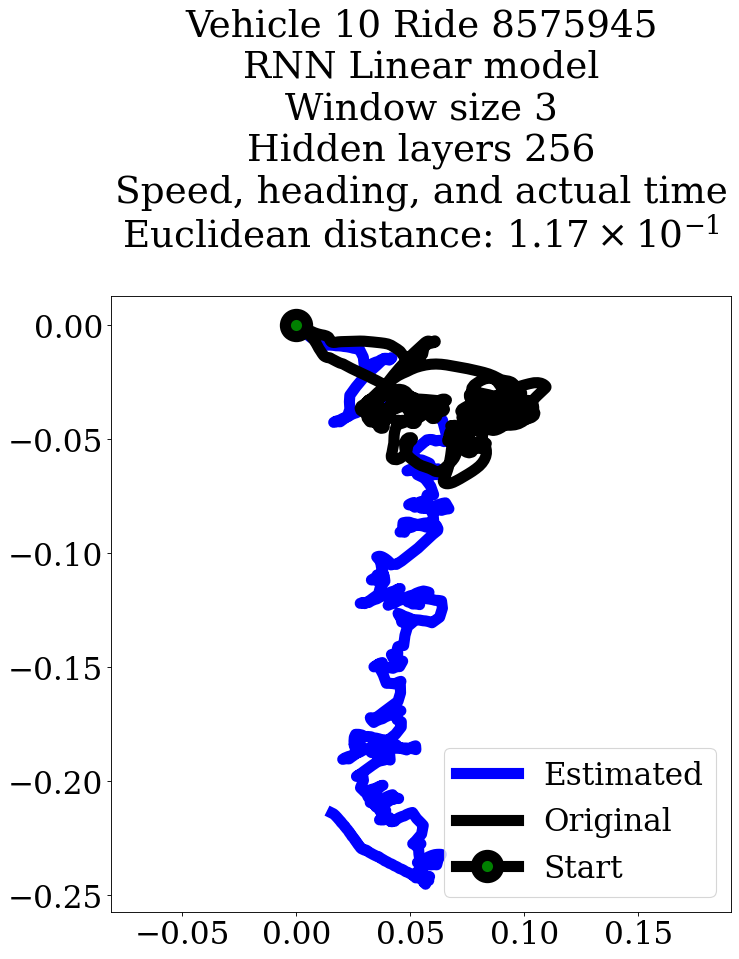 Vehicle 10 Ride 8575945
RNN Linear model
Window size 3
Hidden layers 256
Speed, heading, and actual time
Euclidean distance: 1.17 × 10⁻¹
0.00
−0.05
−0.10
−0.15
−0.20
−0.25
Estimated
Original
Start
−0.05 0.00 0.05 0.10 0.15